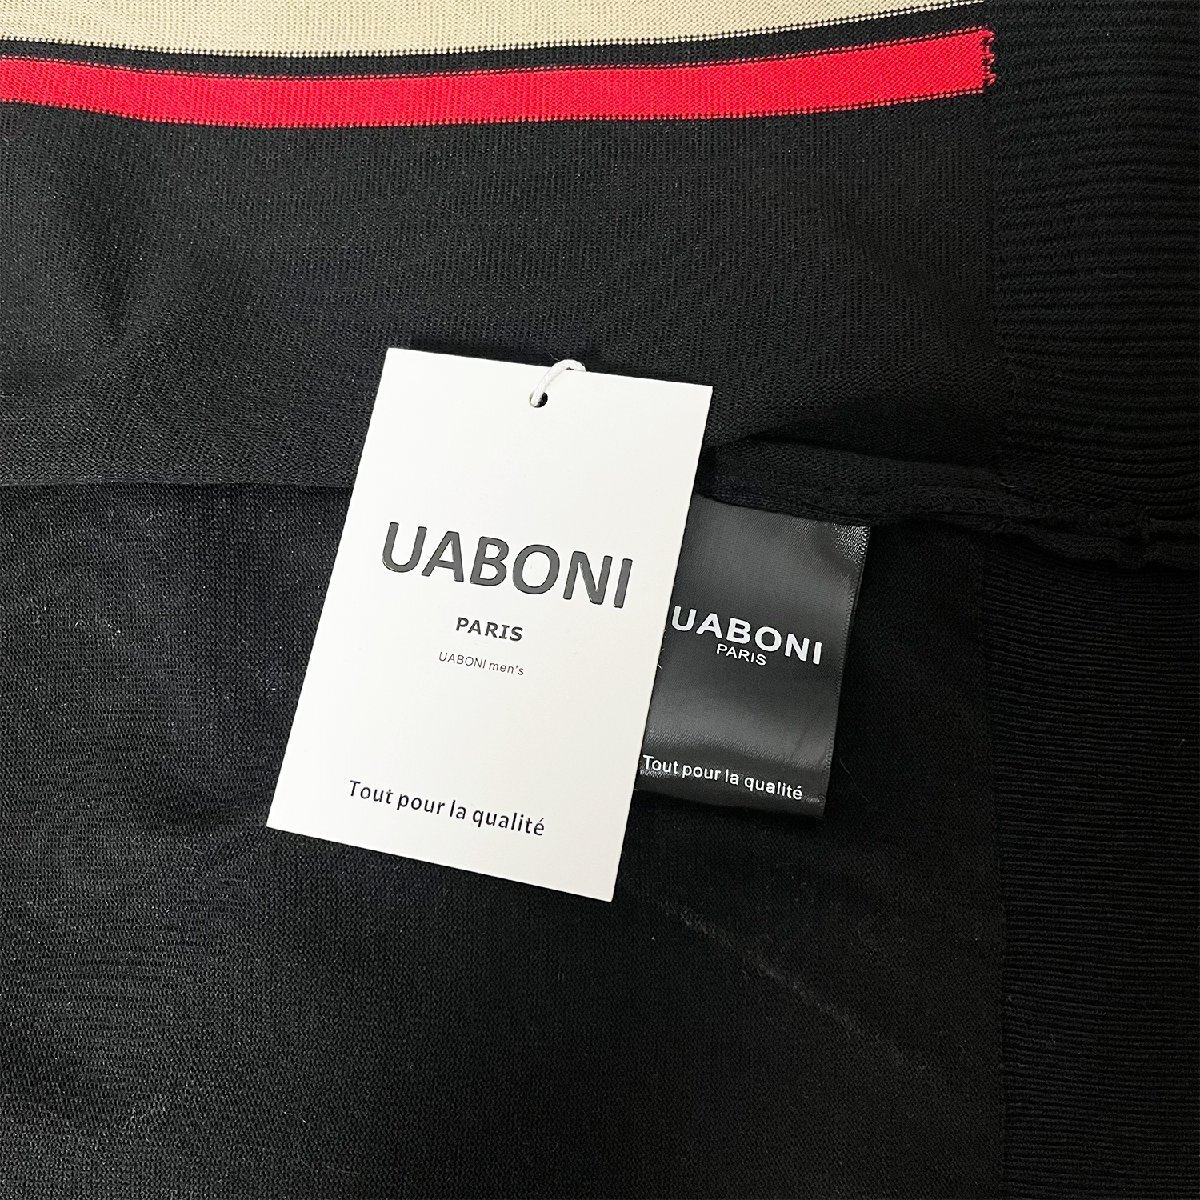 UABONI
PARIS
UABONI men's
Tout pour la qualité
UABONI
PARIS
Tout pour la qualité